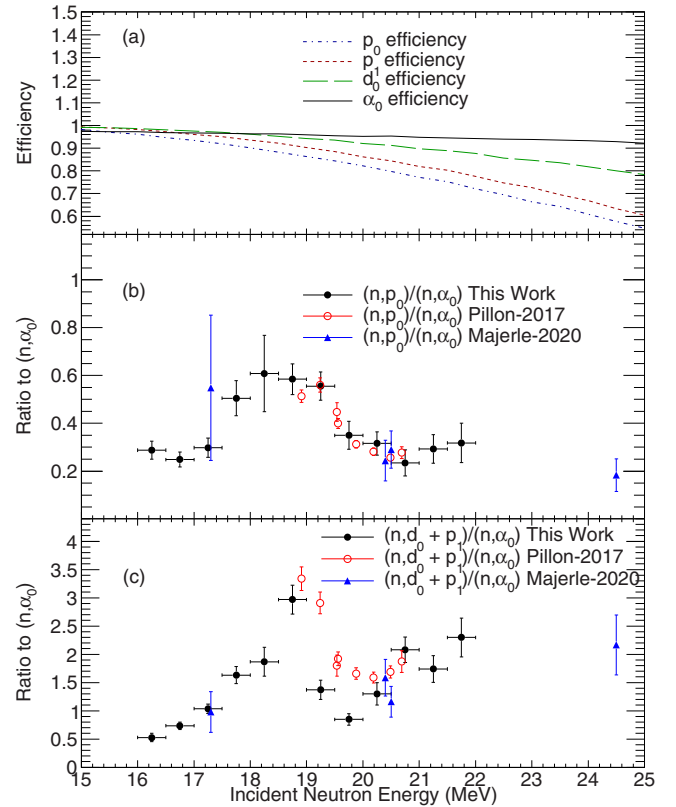 1.5
1.4
1.3
1.2
1.1
1
0.9
0.8
0.7
0.6
Efficiency
(a)
p0 efficiency
p1 efficiency
d0 efficiency
α0 efficiency
1
0.8
0.6
0.4
0.2
Ratio to (n,α0)
(b)
(n,p0)/(n,α0) This Work
(n,p0)/(n,α0) Pillon-2017
(n,p0)/(n,α0) Majerle-2020
4
3.5
3
2.5
2
1.5
1
0.5
0
Ratio to (n,α0)
(c)
(n,d0 + p1)/(n,α0) This Work
(n,d0 + p1)/(n,α0) Pillon-2017
(n,d0 + p1)/(n,α0) Majerle-2020
15 16 17 18 19 20 21 22 23 24 25
Incident Neutron Energy (MeV)